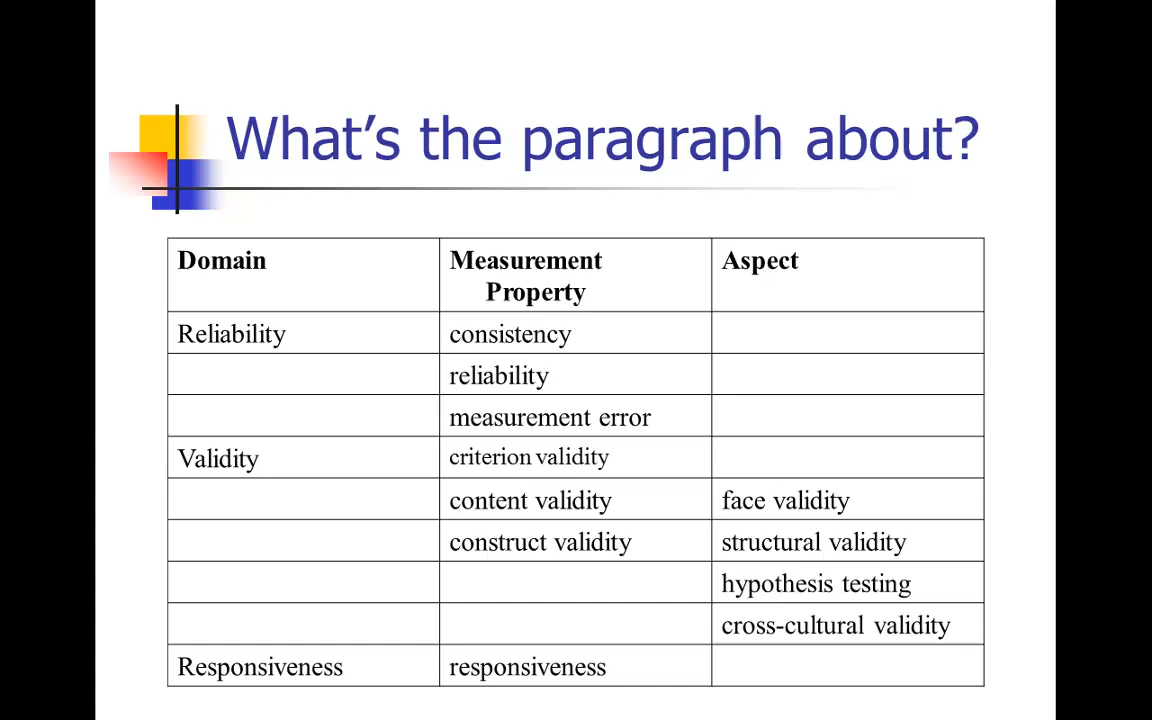 What’s the paragraph about?
Domain Measurement Aspect
Property
Reliability consistency
reliability
measurement error
Validity criterion validity
content validity face validity
construct validity structural validity
hypothesis testing
cross-cultural validity
Responsiveness responsiveness